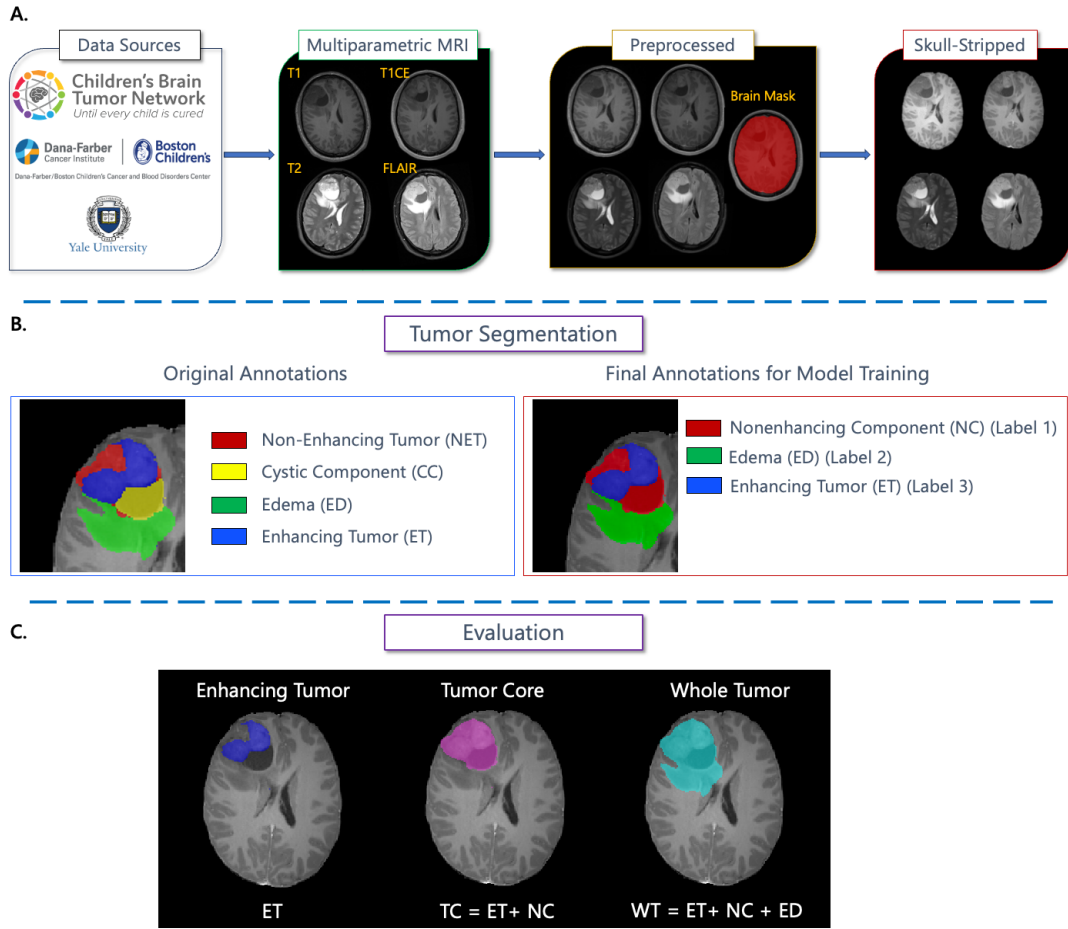 A.
Data Sources
Children's Brain
Tumor Network
Until every child is cured
Dana-Farber
Cancer Institute
Boston
Children's
Dana-Farber/Boston Children's Cancer and Blood Disorders Center
Yale University
Multiparametric MRI
T1
T1CE
T2
FLAIR
Preprocessed
Brain Mask
Skull-Stripped
B.
Tumor Segmentation
Original Annotations
Non-Enhancing Tumor (NET)
Cystic Component (CC)
Edema (ED)
Enhancing Tumor (ET)
Final Annotations for Model Training
Nonenhancing Component (NC) (Label 1)
Edema (ED) (Label 2)
Enhancing Tumor (ET) (Label 3)
C.
Evaluation
Enhancing Tumor
Tumor Core
Whole Tumor
ET
TC = ET+ NC
WT = ET+ NC + ED